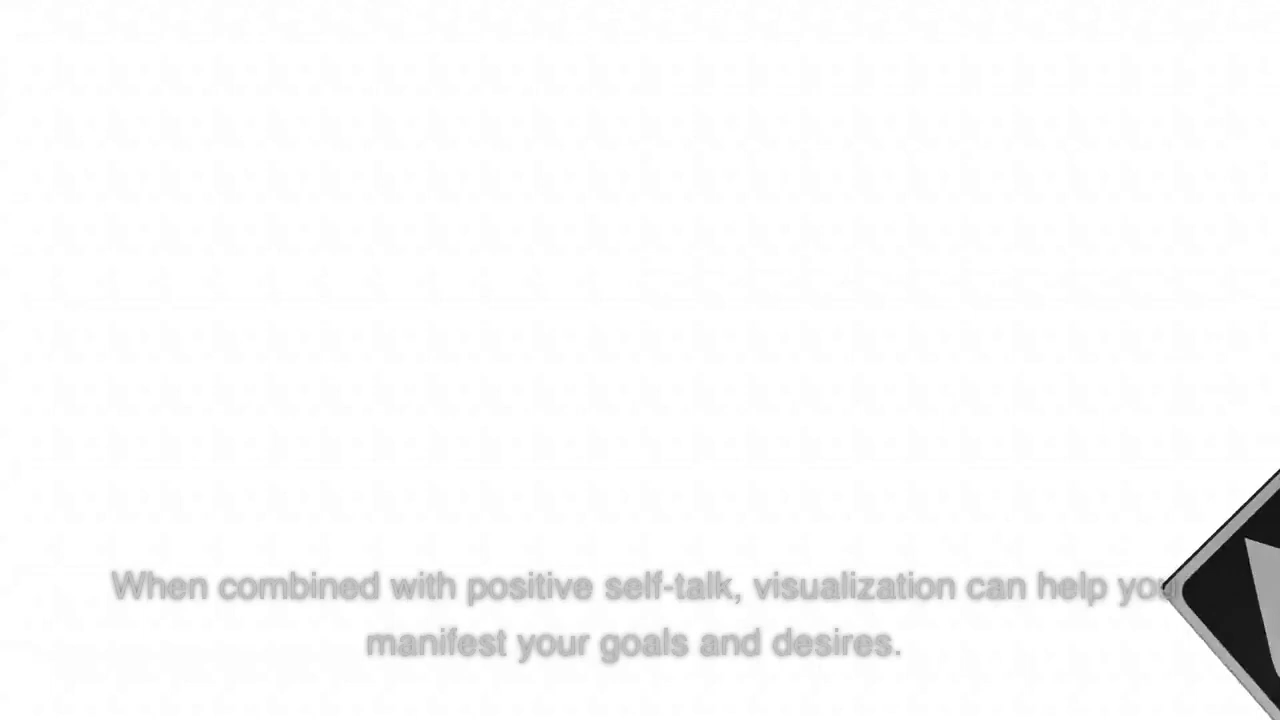 When combined with positive self-talk, visualization can help you
manifest your goals and desires.